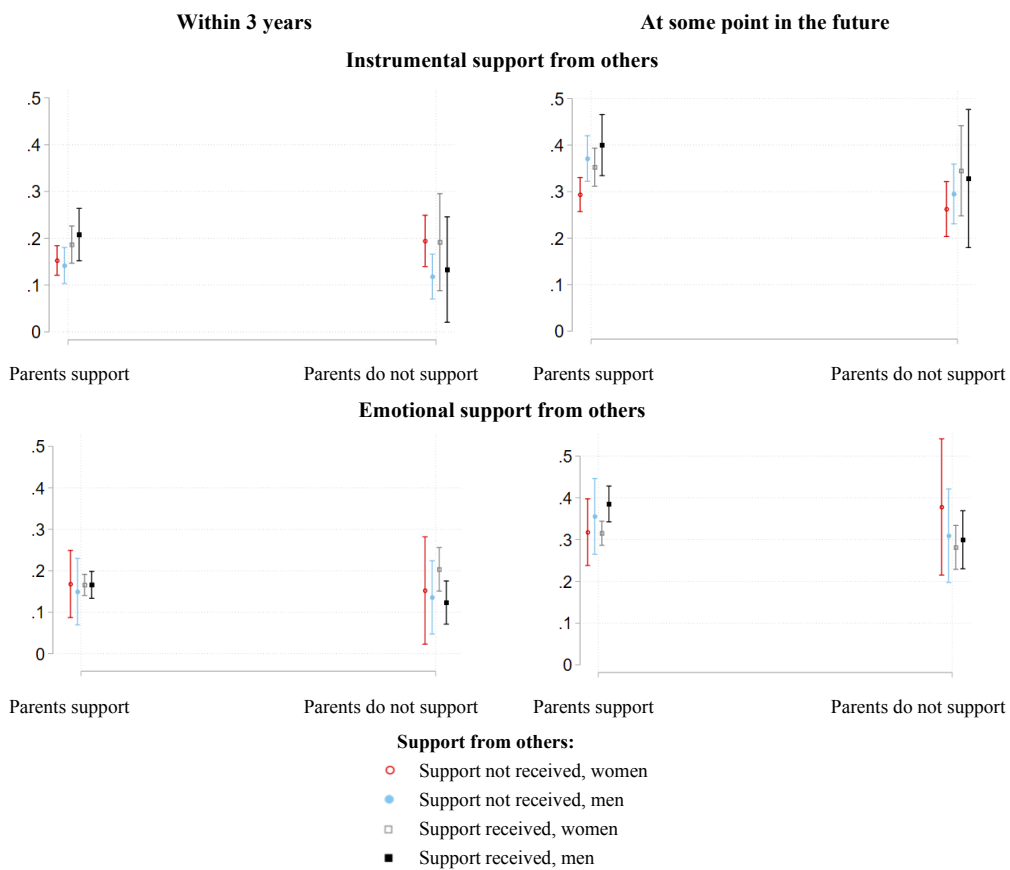 Within 3 years
At some point in the future
Instrumental support from others
.5
.4
.3
.2
.1
0
Parents support
Parents do not support
.5
.4
.3
.2
.1
0
Parents support
Parents do not support
Emotional support from others
.5
.4
.3
.2
.1
0
Parents support
Parents do not support
.5
.4
.3
.2
.1
0
Parents support
Parents do not support
Support from others:
Support not received, women
Support not received, men
Support received, women
Support received, men